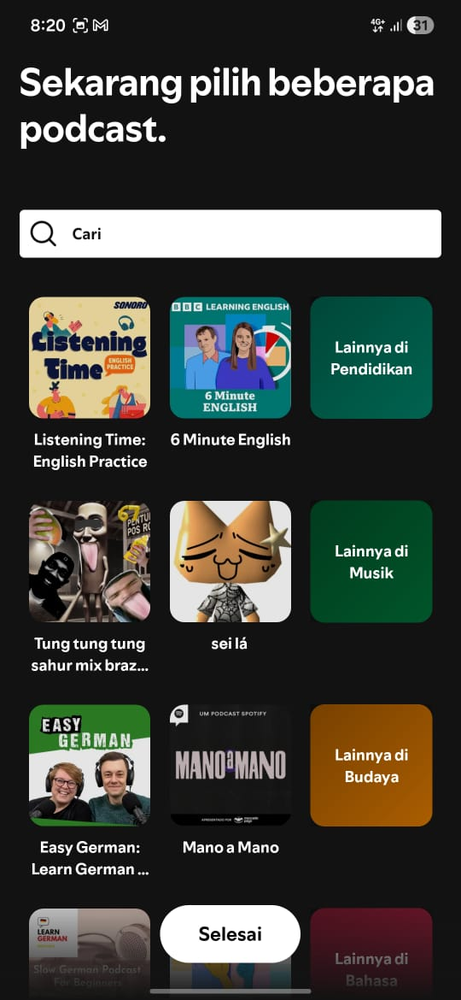 8:20
4G+
31
Sekarang pilih beberapa
podcast.
Cari
SONORO
Listening
Time
ENGLISH
PRACTICE
Listening Time:
English Practice
BBC LEARNING ENGLISH
6 Minute
ENGLISH
6 Minute English
Lainnya di
Pendidikan
67
Tung tung tung
sahur mix braz...
sei lá
Lainnya di
Musik
EASY
GERMAN
Easy German:
Learn German ...
UM PODCAST SPOTIFY
MANO a MANO
APRESENTADO POR mercado pago
Mano a Mano
Lainnya di
Budaya
LEARN
GERMAN
Slow German Podcast
For Beginners
Selesai
Lainnya di
Bahasa